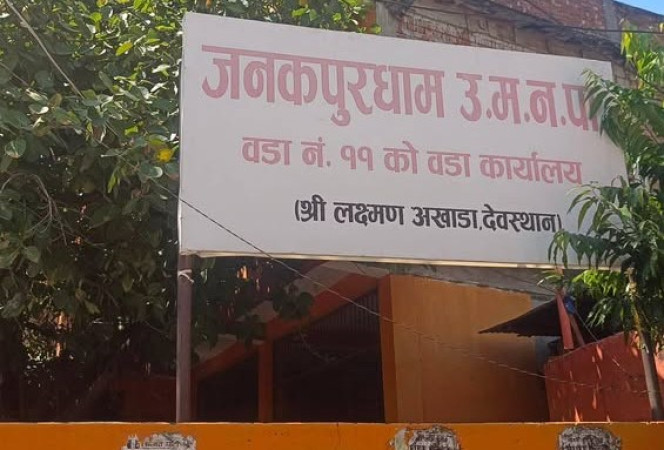 जनकपुरधाम उ.म.न.पा.
वडा नं. ११ को वडा कार्यालय
(श्री लक्ष्मण अखाडा,देवस्थान)